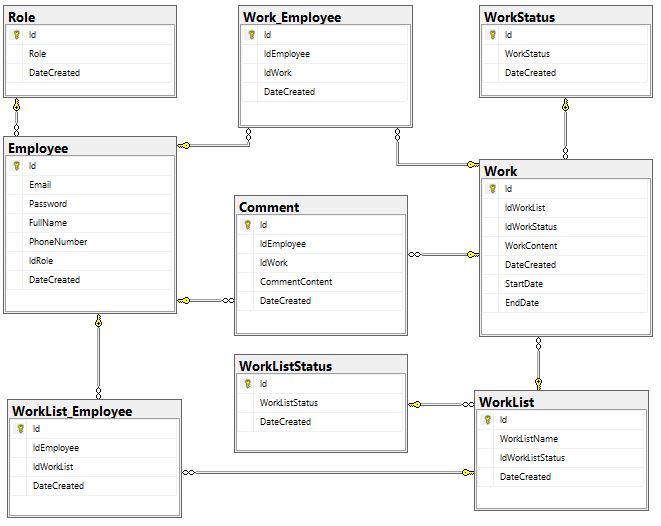 Role
Id
Role
DateCreated
Work_Employee
Id
IdEmployee
IdWork
DateCreated
WorkStatus
Id
WorkStatus
DateCreated
Employee
Id
Email
Password
FullName
PhoneNumber
IdRole
DateCreated
Comment
Id
IdEmployee
IdWork
CommentContent
DateCreated
Work
Id
IdWorkList
IdWorkStatus
WorkContent
DateCreated
StartDate
EndDate
WorkListStatus
Id
WorkListStatus
DateCreated
WorkList_Employee
Id
IdEmployee
IdWorkList
DateCreated
WorkList
Id
WorkListName
IdWorkListStatus
DateCreated